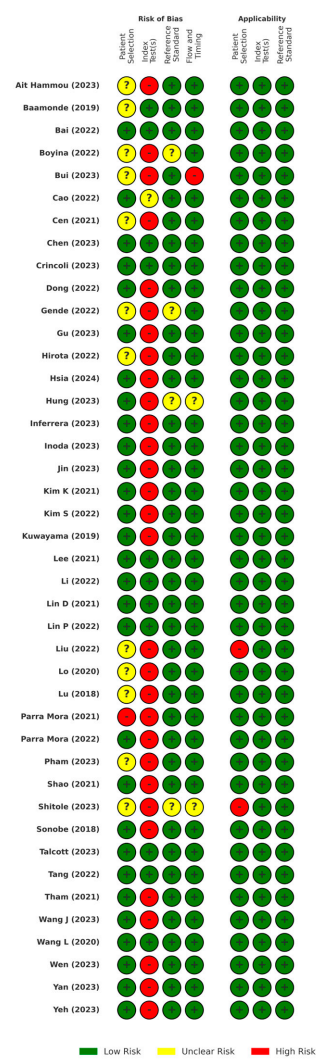 Risk of Bias
Applicability
Patient
Selection
Index
Test(s)
Reference
Standard
Flow and
Timing
Patient
Selection
Index
Test(s)
Reference
Standard
Ait Hammou (2023) ? - + + + + +
Baamonde (2019) ? + + + + + +
Bai (2022) + + + + + + +
Boyina (2022) ? - ? + + + +
Bui (2023) ? - + - + + +
Cao (2022) + ? + + + + +
Cen (2021) ? - + + + + +
Chen (2023) + + + + + + +
Crincoli (2023) + + + + + + +
Dong (2022) + - + + + + +
Gende (2022) ? - ? + + + +
Gu (2023) + - + + + + +
Hirota (2022) ? - + + + + +
Hsia (2024) + - + + + + +
Hung (2023) + - ? ? + + +
Inferrera (2023) + - + + + + +
Inoda (2023) + - + + + + +
Jin (2023) + - + + + + +
Kim K (2021) + - + + + + +
Kim S (2022) + - + + + + +
Kuwayama (2019) + - + + + + +
Lee (2021) + + + + + + +
Li (2022) + + + + + + +
Lin D (2021) + + + + + + +
Lin P (2022) + + + + + + +
Liu (2022) ? - + + - + +
Lo (2020) ? - + + + + +
Lu (2018) ? - + + + + +
Parra Mora (2021) - - + + + + +
Parra Mora (2022) + - + + + + +
Pham (2023) ? - + + + + +
Shao (2021) + - + + + + +
Shitole (2023) ? - ? ? - + +
Sonobe (2018) + - + + + + +
Talcott (2023) + + + + + + +
Tang (2022) + + + + + + +
Tham (2021) + - + + + + +
Wang J (2023) + - + + + + +
Wang L (2020) + + + + + + +
Wen (2023) + - + + + + +
Yan (2023) + - + + + + +
Yeh (2023) + - + + + + +
Low Risk Unclear Risk High Risk